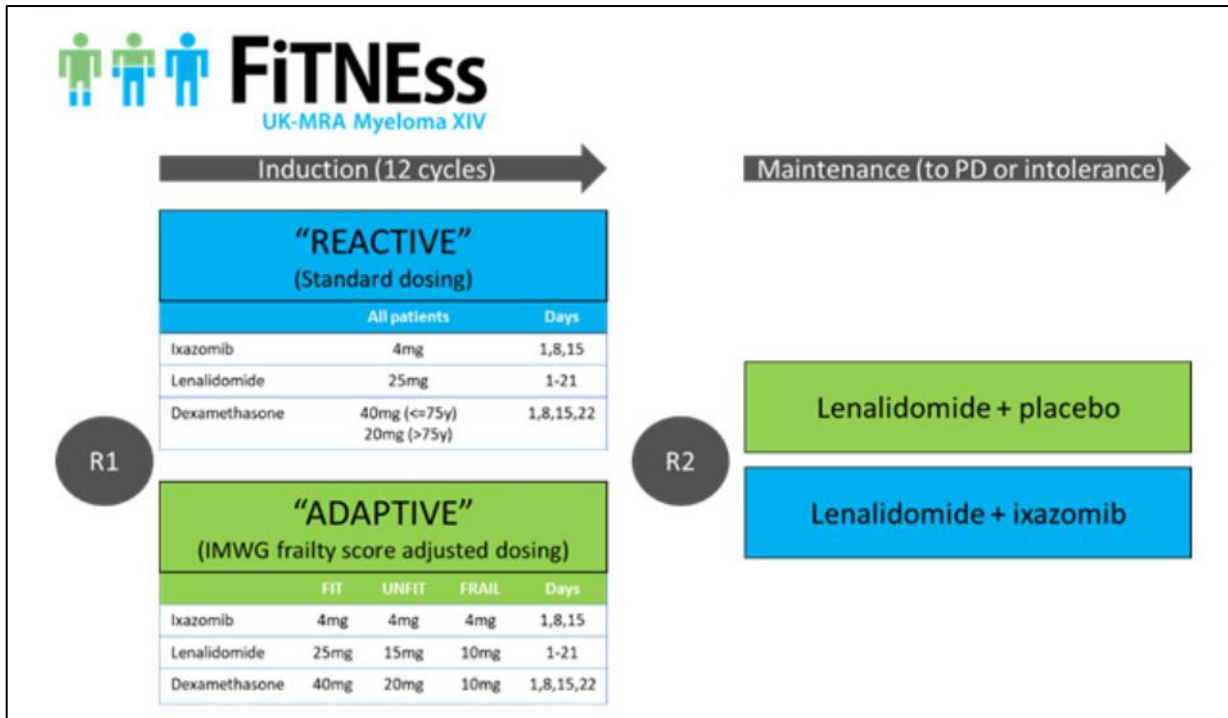 FiTNEss
UK-MRA Myeloma XIV
Induction (12 cycles)
Maintenance (to PD or intolerance)
R1
"REACTIVE"
(Standard dosing)
All patients Days
Ixazomib 4mg 1,8,15
Lenalidomide 25mg 1-21
Dexamethasone 40mg (<=75y) 1,8,15,22
20mg (>75y)
"ADAPTIVE"
(IMWG frailty score adjusted dosing)
FIT UNFIT FRAIL Days
Ixazomib 4mg 4mg 4mg 1,8,15
Lenalidomide 25mg 15mg 10mg 1-21
Dexamethasone 40mg 20mg 10mg 1,8,15,22
R2
Lenalidomide + placebo
Lenalidomide + ixazomib